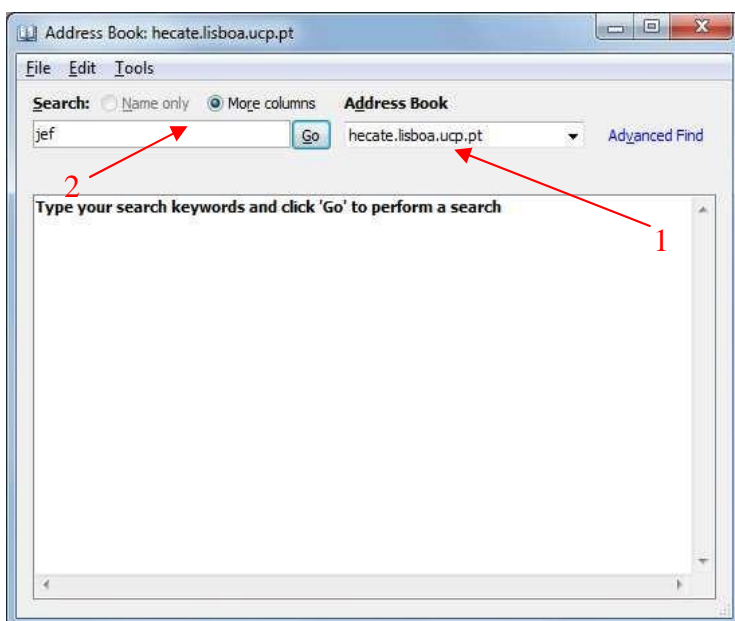 Address Book: hecate.lisboa.ucp.pt
File Edit Tools
Search: Name only More columns Address Book
jef Go hecate.lisboa.ucp.pt Advanced Find
2
Type your search keywords and click 'Go' to perform a search
1